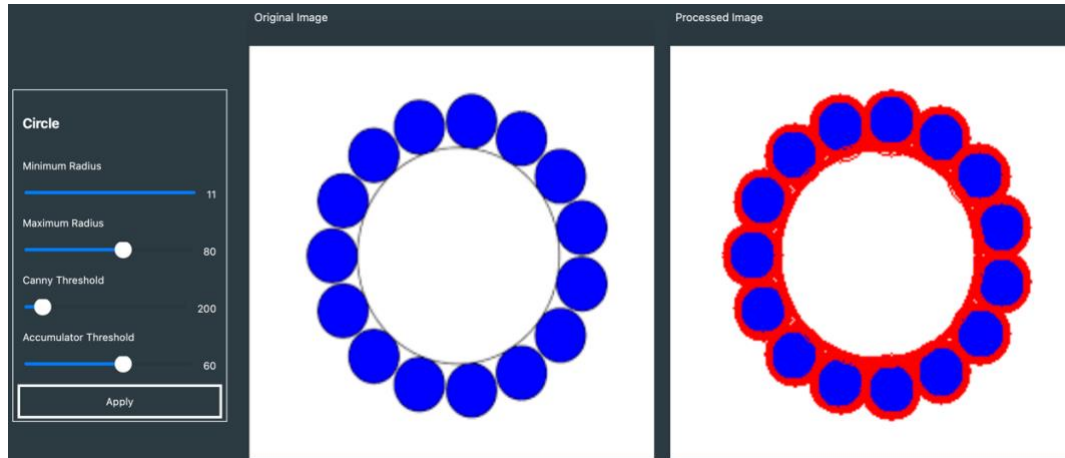 Original Image
Processed Image
Circle
Minimum Radius
11
Maximum Radius
80
Canny Threshold
200
Accumulator Threshold
60
Apply